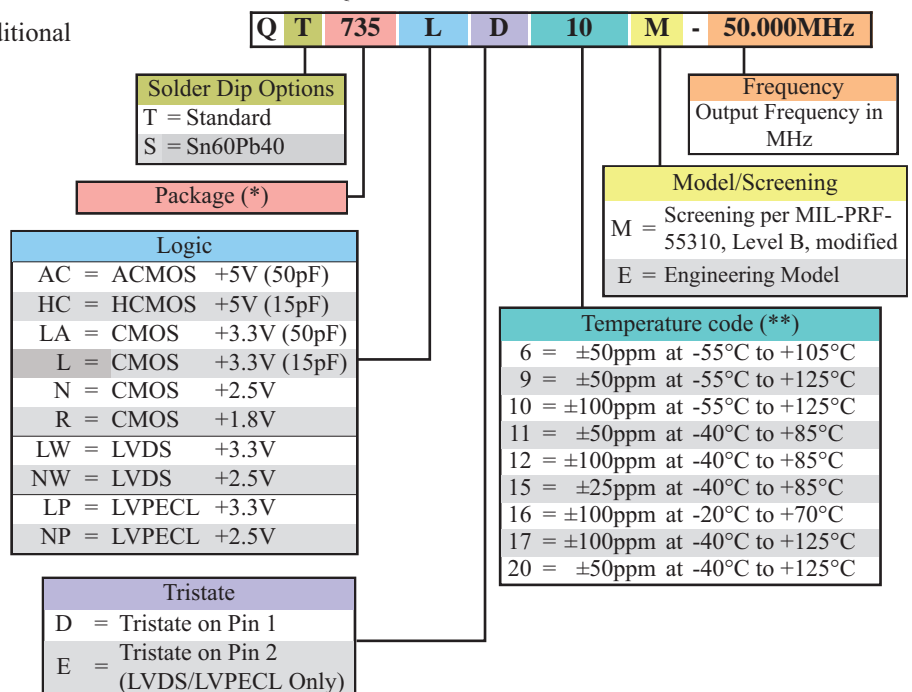 ditional
Q T 735 L D 10 M - 50.000MHz
Solder Dip Options
T = Standard
S = Sn60Pb40
Frequency
Output Frequency in
MHz
Package (*)
Model/Screening
M = Screening per MIL-PRF-
55310, Level B, modified
E = Engineering Model
Logic
AC = ACMOS +5V (50pF)
HC = HCMOS +5V (15pF)
LA = CMOS +3.3V (50pF)
L = CMOS +3.3V (15pF)
N = CMOS +2.5V
R = CMOS +1.8V
LW = LVDS +3.3V
NW = LVDS +2.5V
LP = LVPECL +3.3V
NP = LVPECL +2.5V
Temperature code (**)
6 = ±50ppm at -55°C to +105°C
9 = ±50ppm at -55°C to +125°C
10 = ±100ppm at -55°C to +125°C
11 = ±50ppm at -40°C to +85°C
12 = ±100ppm at -40°C to +85°C
15 = ±25ppm at -40°C to +85°C
16 = ±100ppm at -20°C to +70°C
17 = ±100ppm at -40°C to +125°C
20 = ±50ppm at -40°C to +125°C
Tristate
D = Tristate on Pin 1
E = Tristate on Pin 2
(LVDS/LVPECL Only)